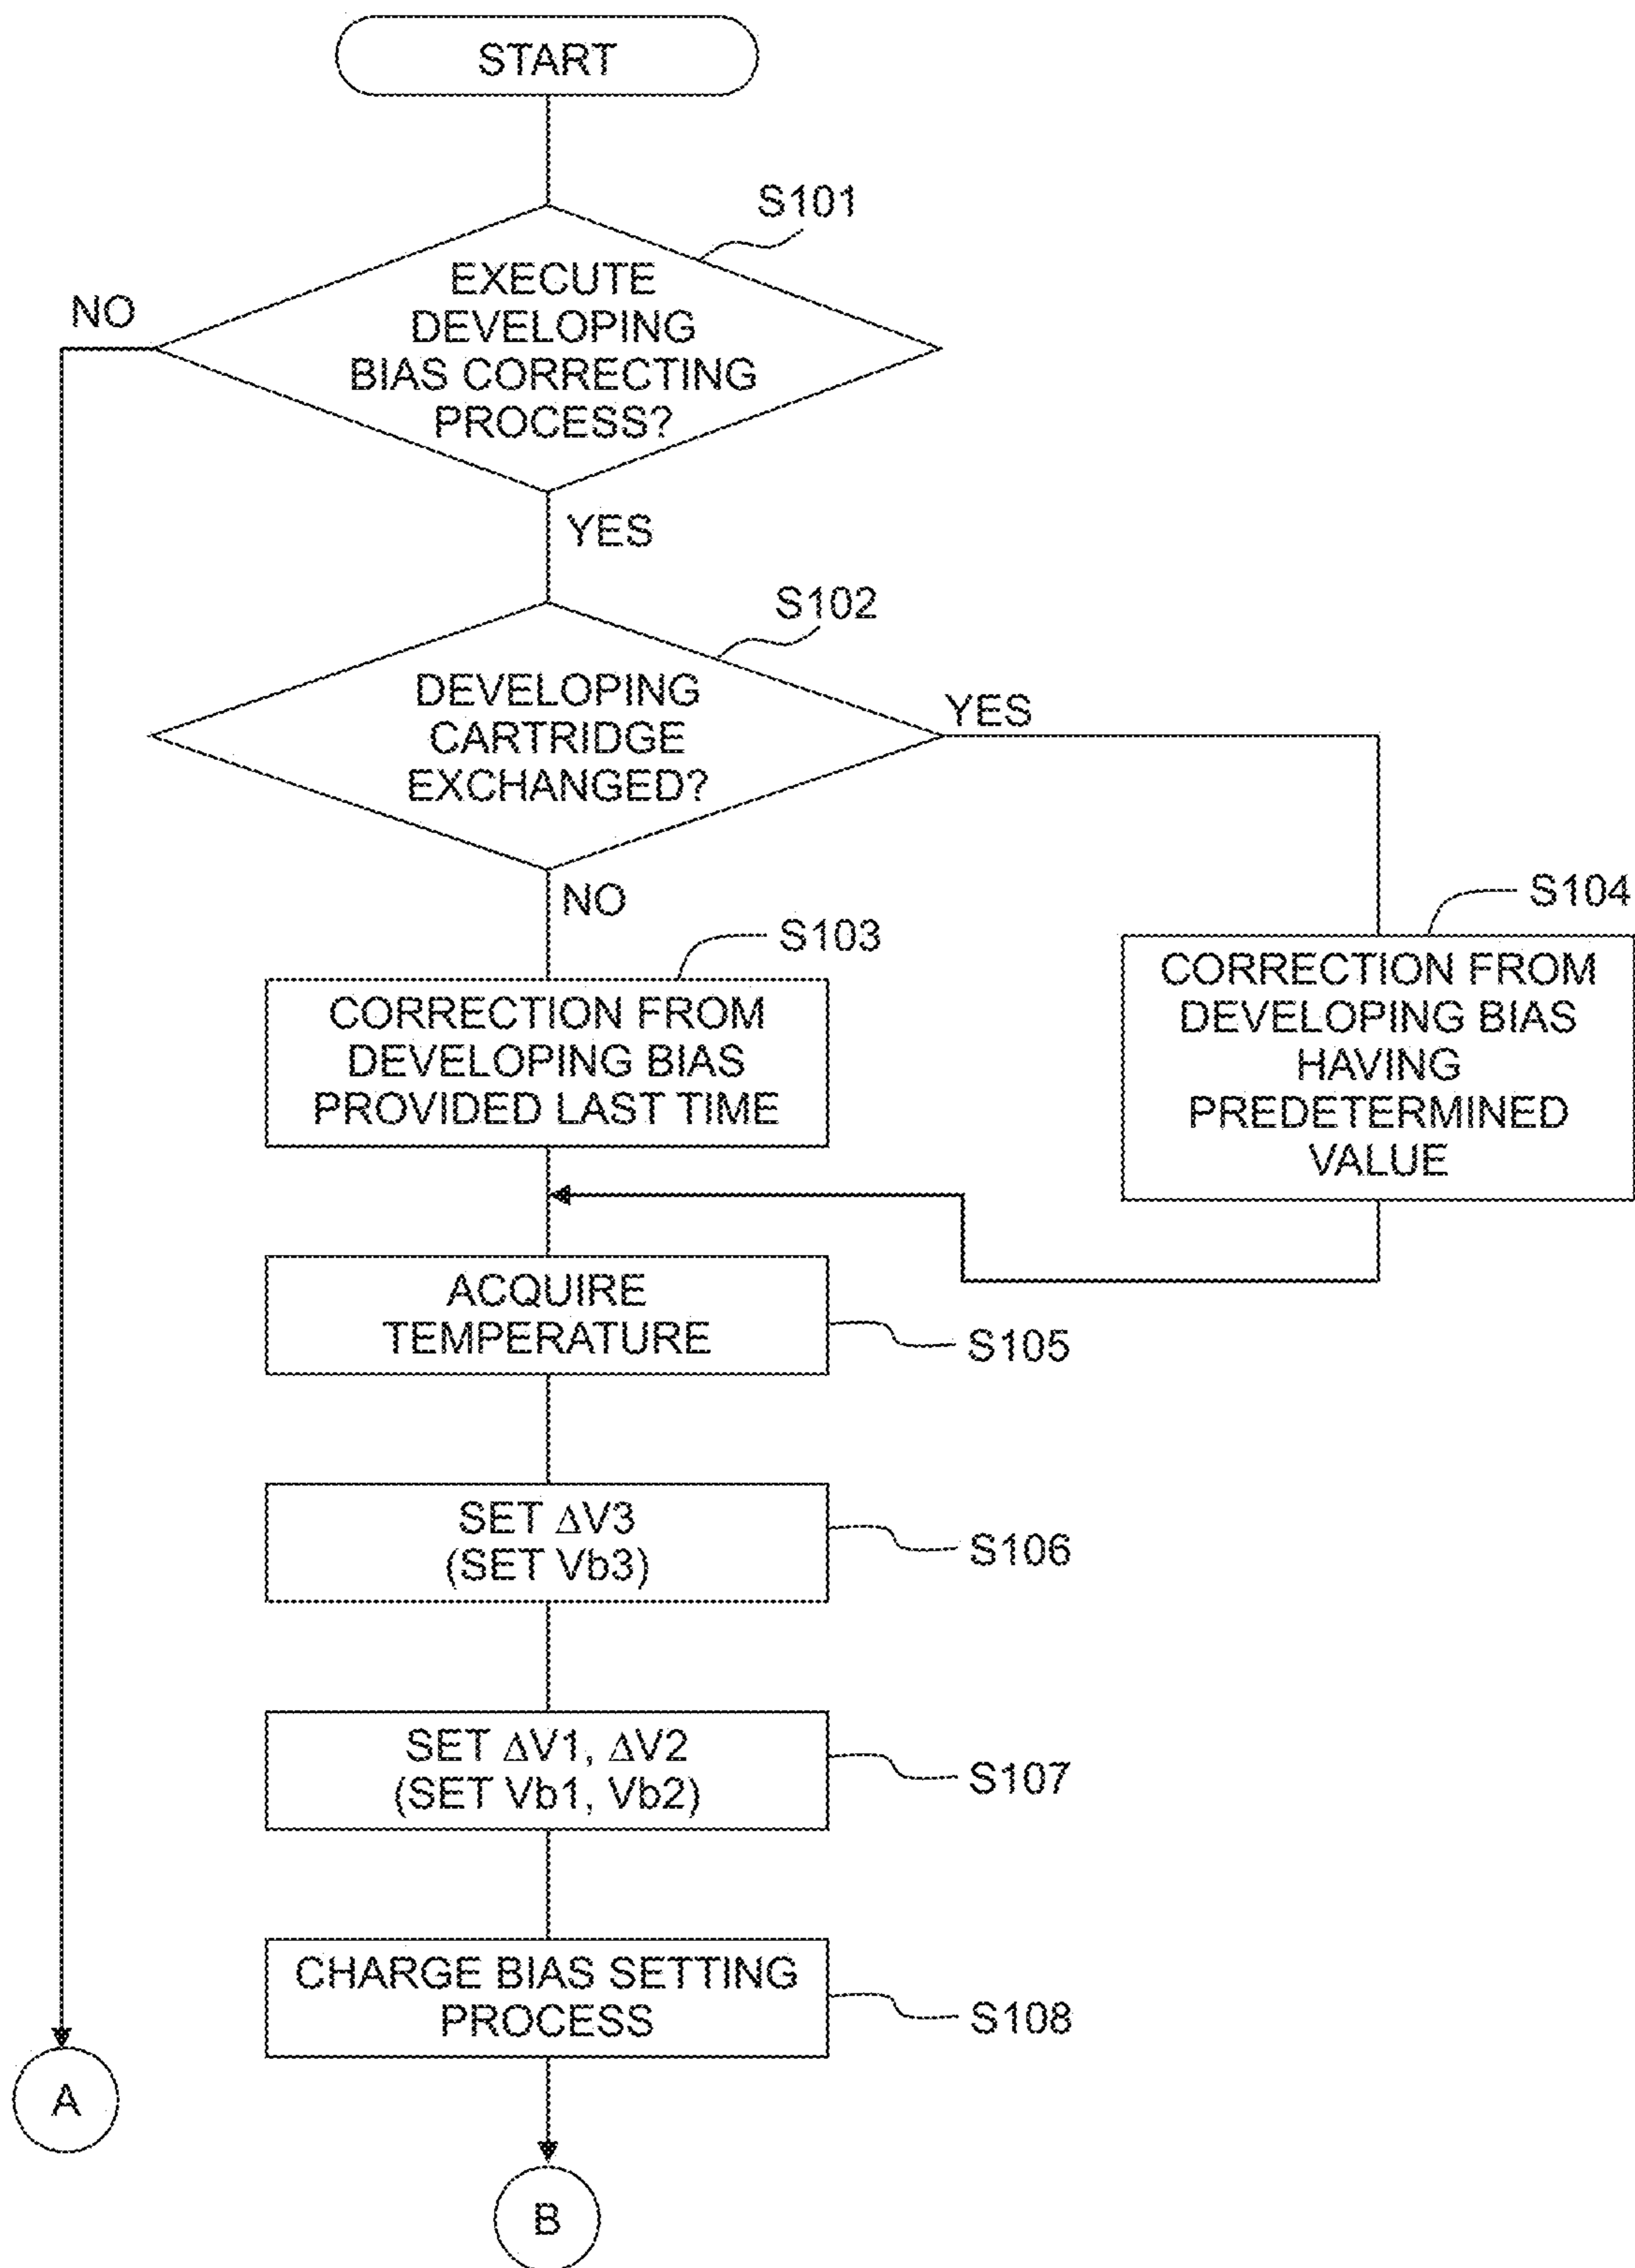 START
S101
EXECUTE
DEVELOPING
BIAS CORRECTING
PROCESS?
NO
YES
S102
DEVELOPING
CARTRIDGE
EXCHANGED?
YES
NO
S103
CORRECTION FROM
DEVELOPING BIAS
PROVIDED LAST TIME
S104
CORRECTION FROM
DEVELOPING BIAS
HAVING
PREDETERMINED
VALUE
ACQUIRE
TEMPERATURE
S105
SET ΔV3
(SET Vb3)
S106
SET ΔV1, ΔV2
(SET Vb1, Vb2)
S107
CHARGE BIAS SETTING
PROCESS
S108
A
B